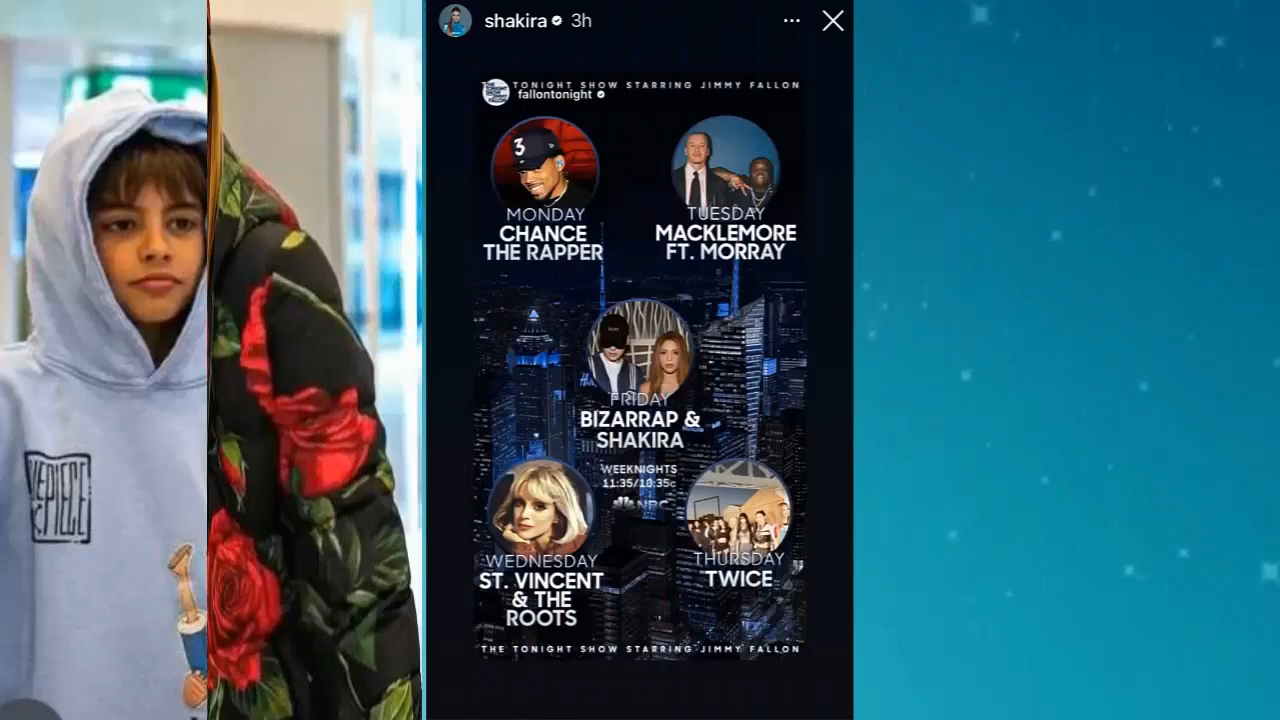 shakira 3h
TONIGHT SHOW STARRING JIMMY FALLON
fallontonight
3
MONDAY
CHANCE
THE RAPPER
TUESDAY
MACKLEMORE
FT. MORRAY
FRIDAY
BIZARRAP &
SHAKIRA
WEEKNIGHTS
11:35/10:35c
NBC
WEDNESDAY
ST. VINCENT
& THE
ROOTS
THURSDAY
TWICE
THE TONIGHT SHOW STARRING JIMMY FALLON